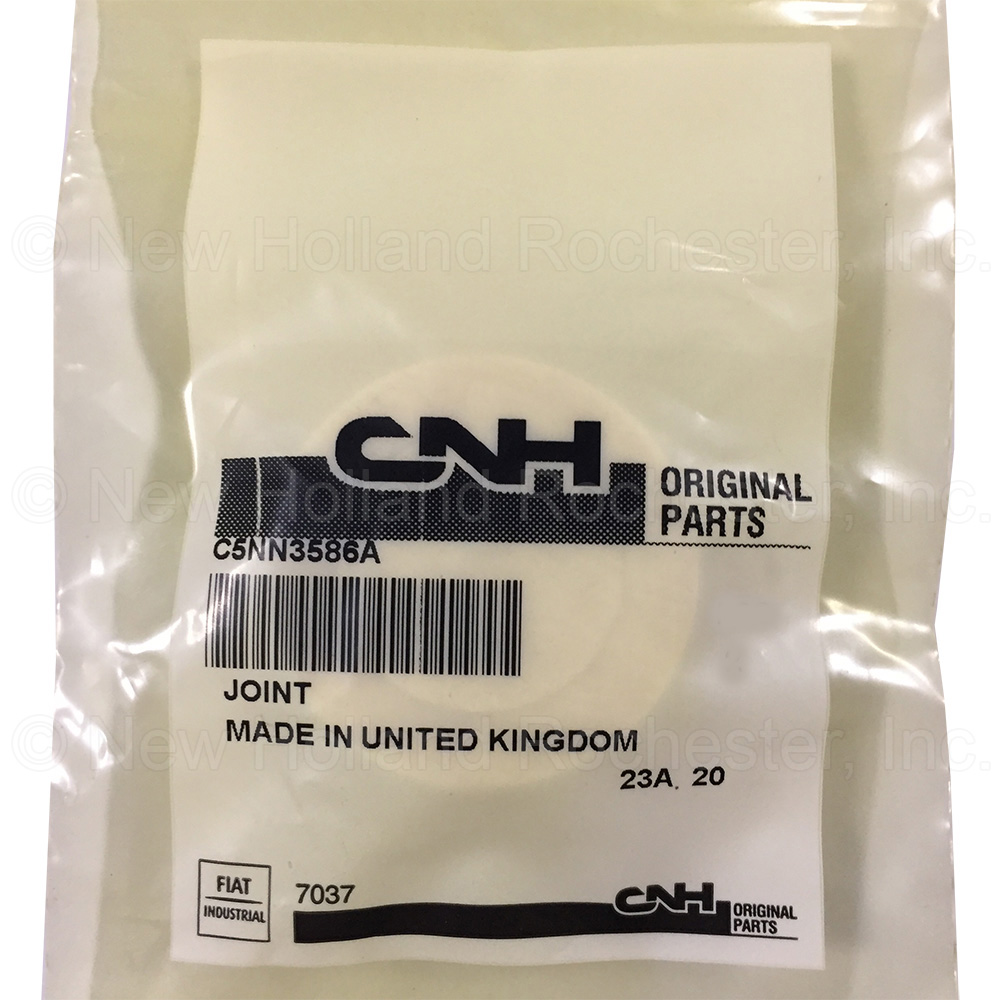 © New Holland Rochester, Inc.
CNH
ORIGINAL
PARTS
© New Holland Rochester, Inc.
C5NN3586A
JOINT
MADE IN UNITED KINGDOM
© New Holland Rochester, Inc.
23A, 20
FIAT
INDUSTRIAL
7037
CNH
ORIGINAL
PARTS